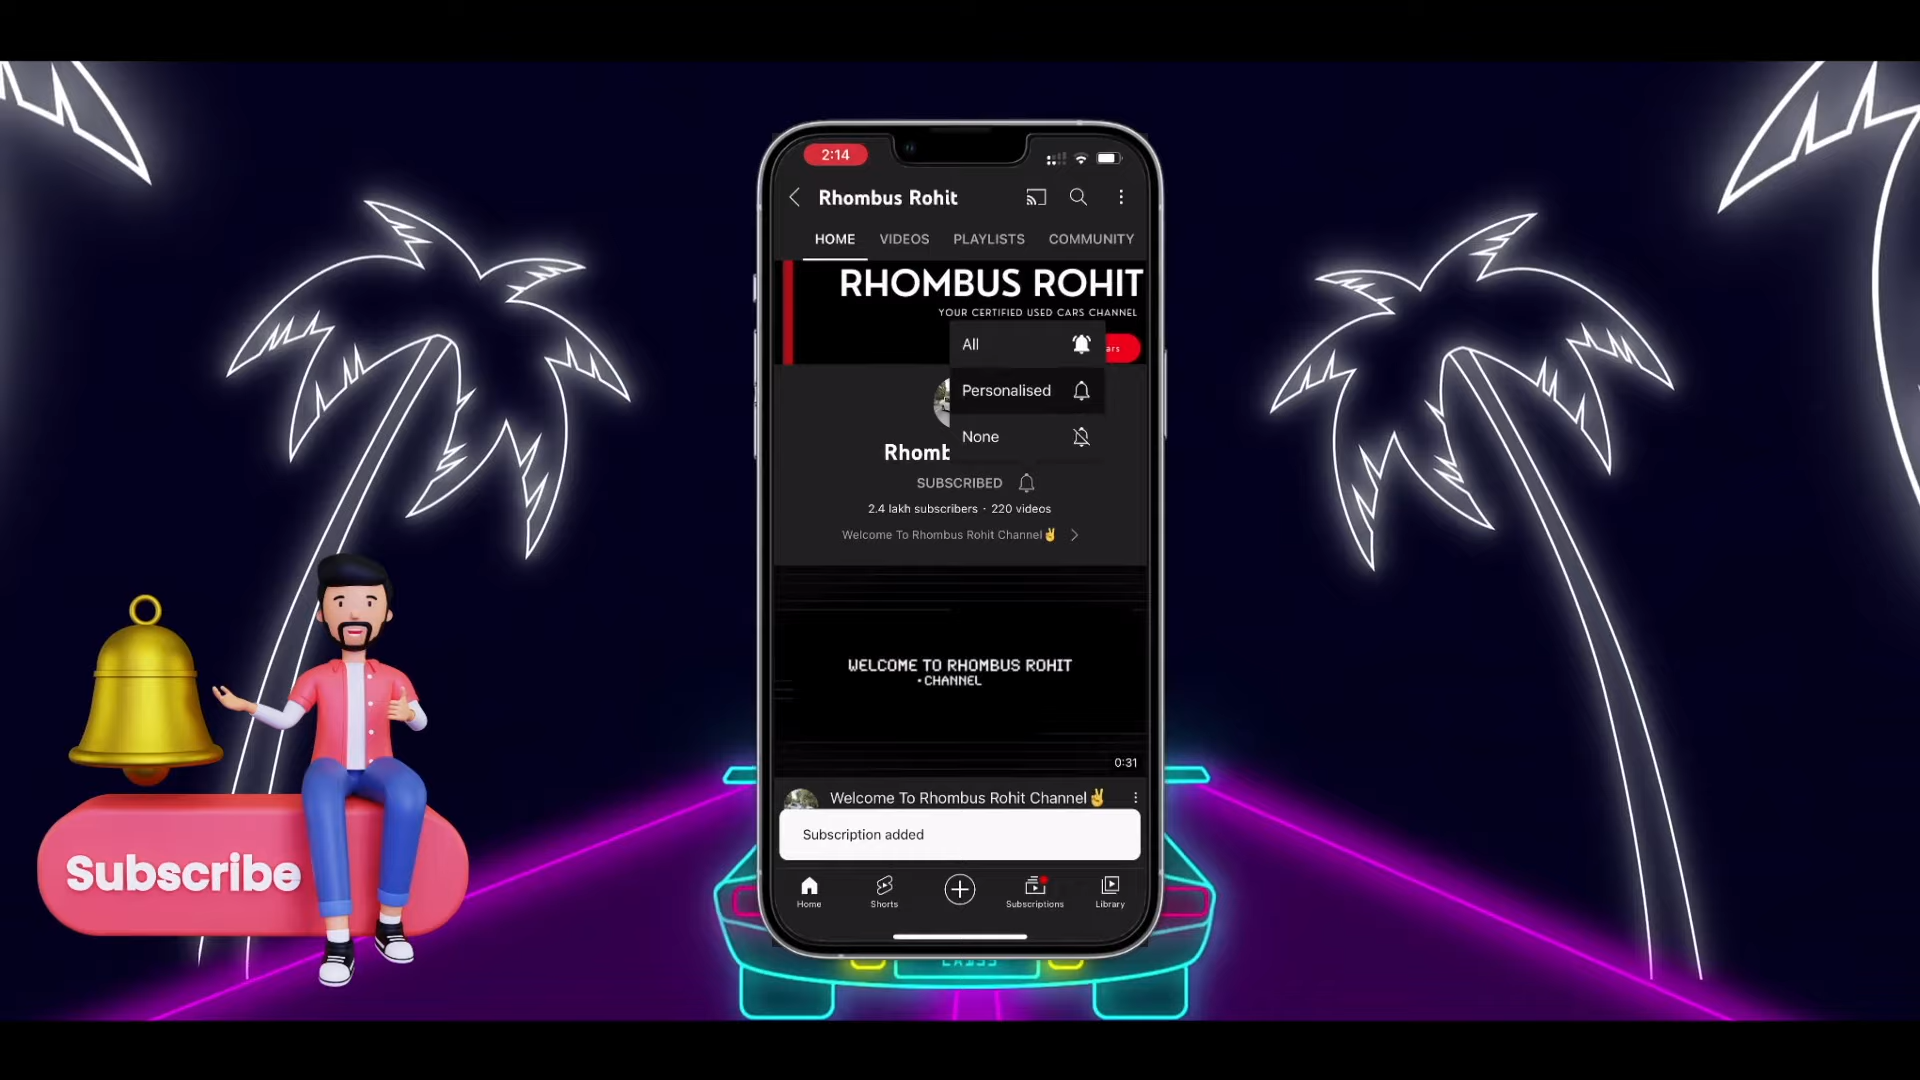 2:14
Rhombus Rohit
HOME VIDEOS PLAYLISTS COMMUNITY
RHOMBUS ROHIT
YOUR CERTIFIED USED CARS CHANNEL
All
Personalised
None
SUBSCRIBED
2.4 lakh subscribers · 220 videos
Welcome To Rhombus Rohit Channel✌️
WELCOME TO RHOMBUS ROHIT
• CHANNEL
0:31
Welcome To Rhombus Rohit Channel✌️
Subscription added
Home Shorts Subscriptions Library
Subscribe